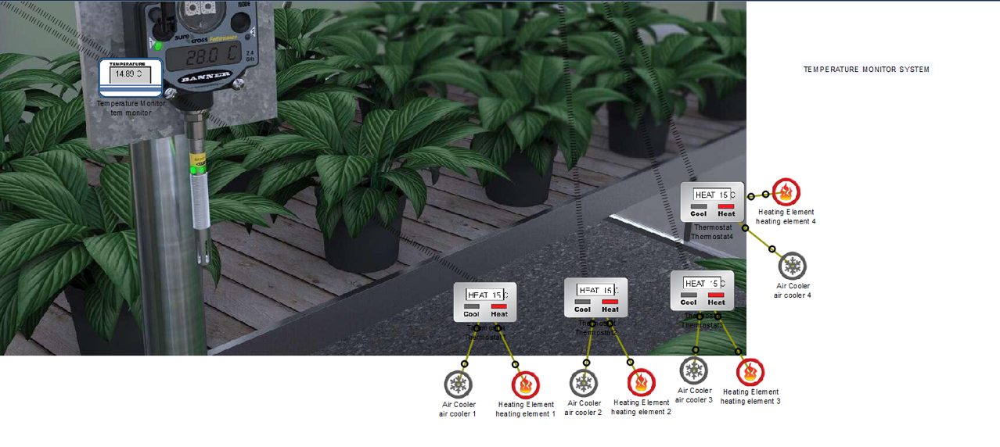 NODE
SURE
CROSS Performance
28.0 C
2.4
GHz
BANNER
TEMPERATURE
14.89 C
Temperature Monitor
tem monitor
TEMPERATURE MONITOR SYSTEM
HEAT 15 C
Cool Heat
Thermostat
Thermostat4
Heating Element
heating element 4
Air Cooler
air cooler 4
HEAT 15 C
Cool Heat
Thermostat
Thermostat1
HEAT 15 C
Cool Heat
Thermostat
Thermostat2
HEAT 15 C
Cool Heat
Thermostat
Thermostat3
Air Cooler
air cooler 1
Heating Element
heating element 1
Air Cooler
air cooler 2
Heating Element
heating element 2
Air Cooler
air cooler 3
Heating Element
heating element 3